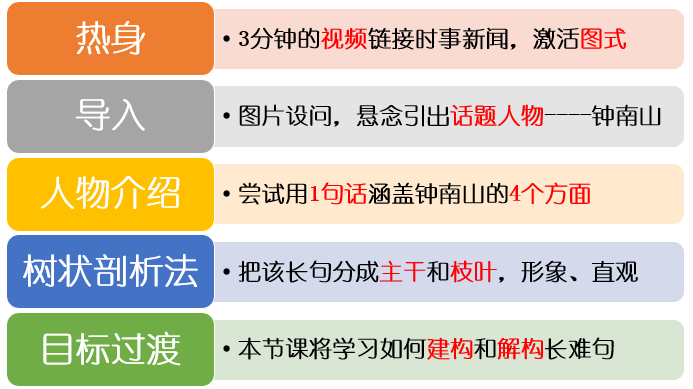 热身
• 3分钟的视频链接时事新闻，激活图式
导入
• 图片设问，悬念引出话题人物----钟南山
人物介绍
• 尝试用1句话涵盖钟南山的4个方面
树状剖析法
• 把该长句分成主干和枝叶，形象、直观
目标过渡
• 本节课将学习如何建构和解构长难句